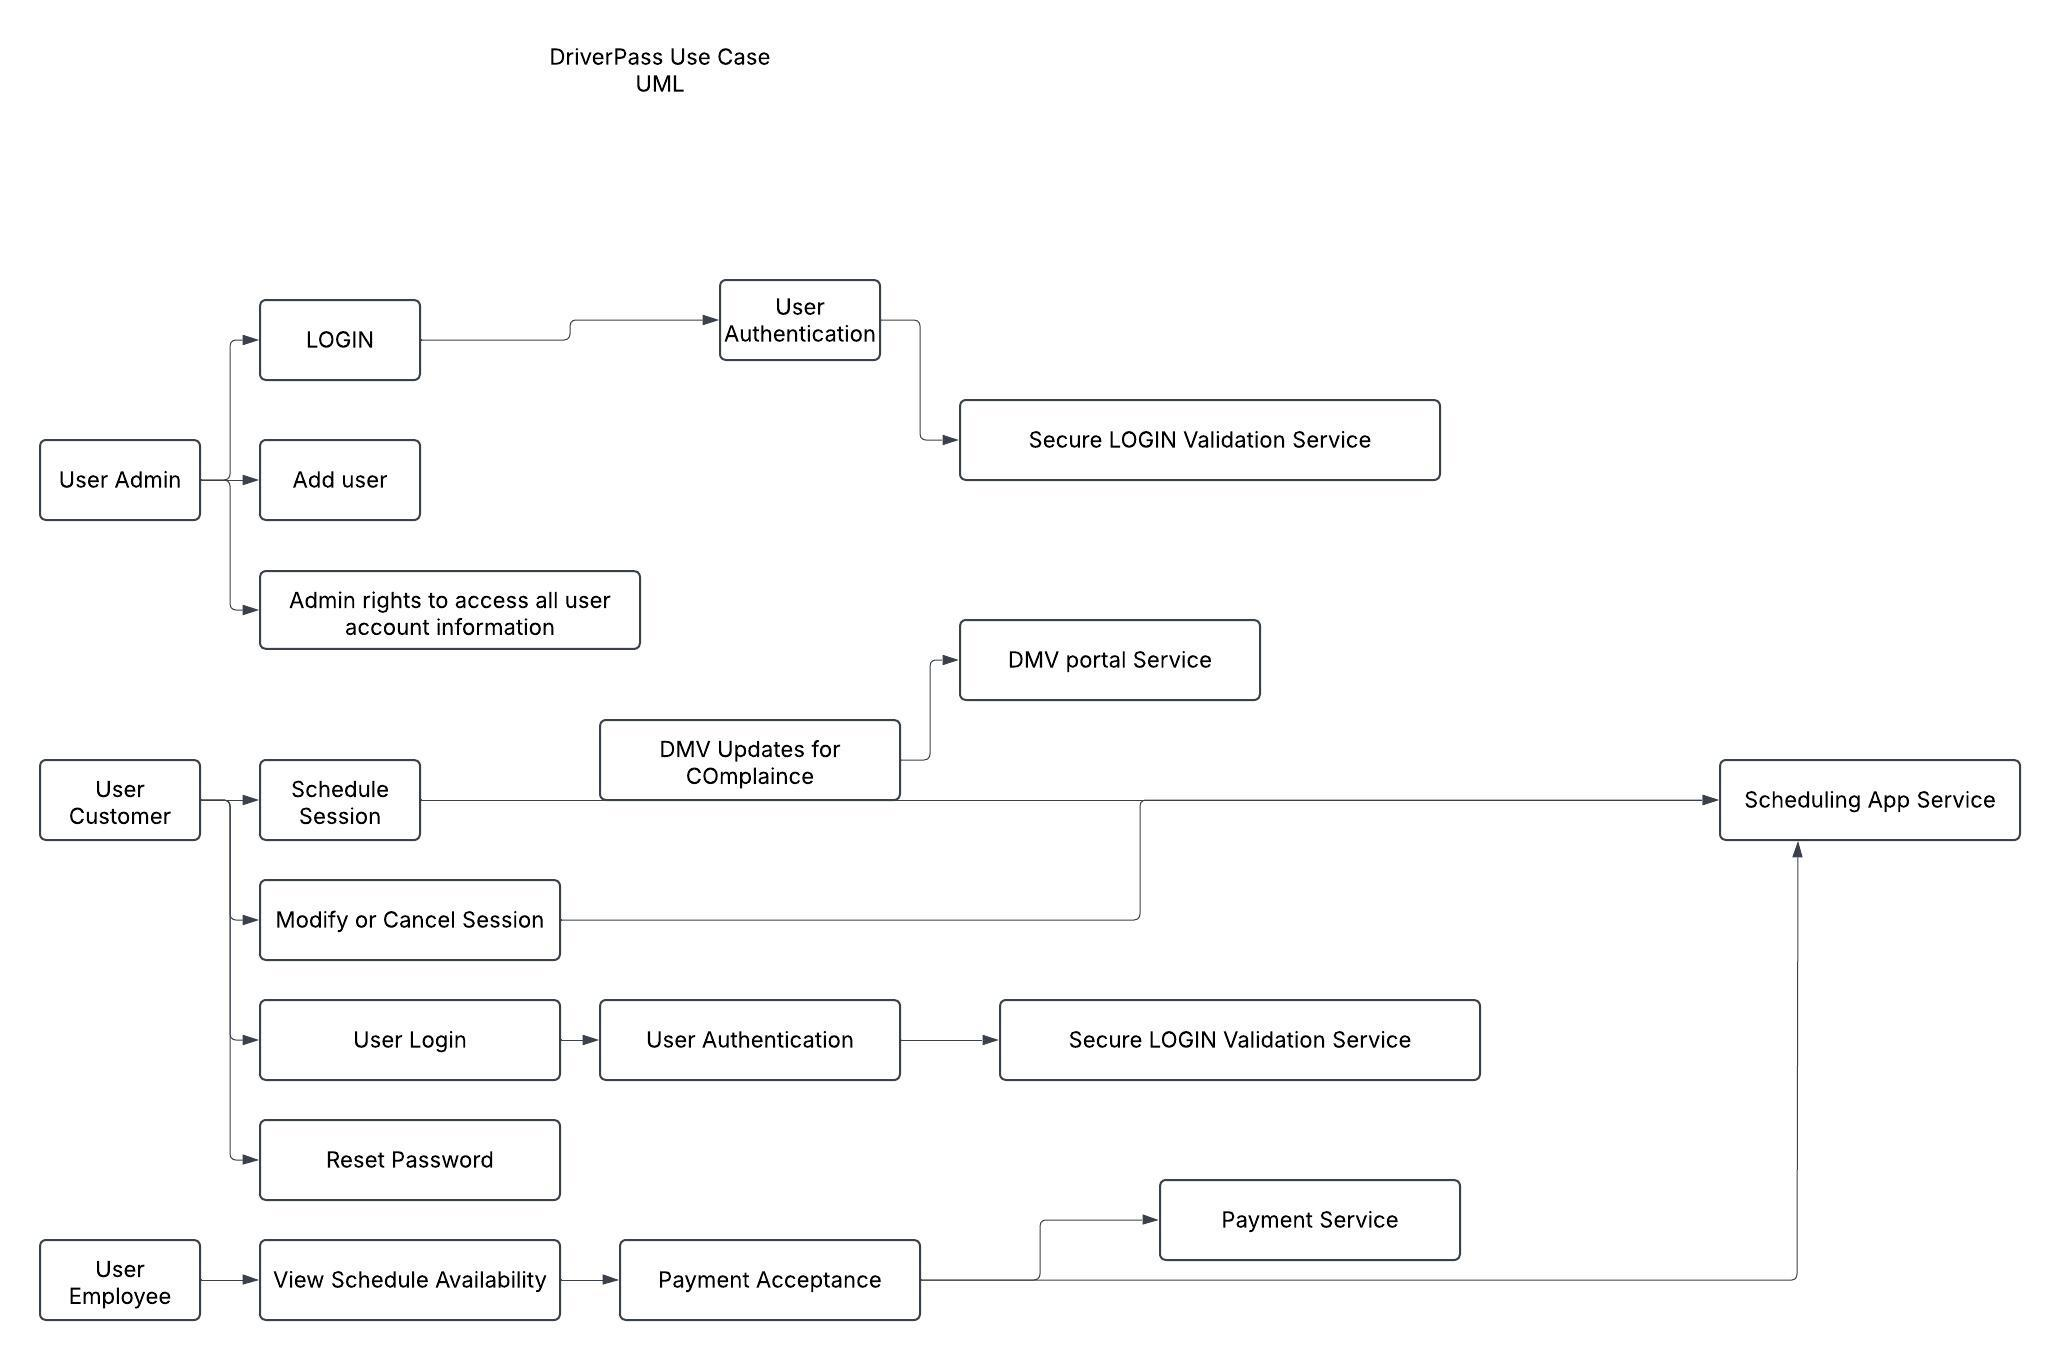 DriverPass Use Case
UML
User
Authentication
LOGIN
Secure LOGIN Validation Service
User Admin
Add user
Admin rights to access all user
account information
DMV portal Service
DMV Updates for
COmplaince
User
Customer
Schedule
Session
Scheduling App Service
Modify or Cancel Session
User Login
User Authentication
Secure LOGIN Validation Service
Reset Password
Payment Service
User
Employee
View Schedule Availability
Payment Acceptance